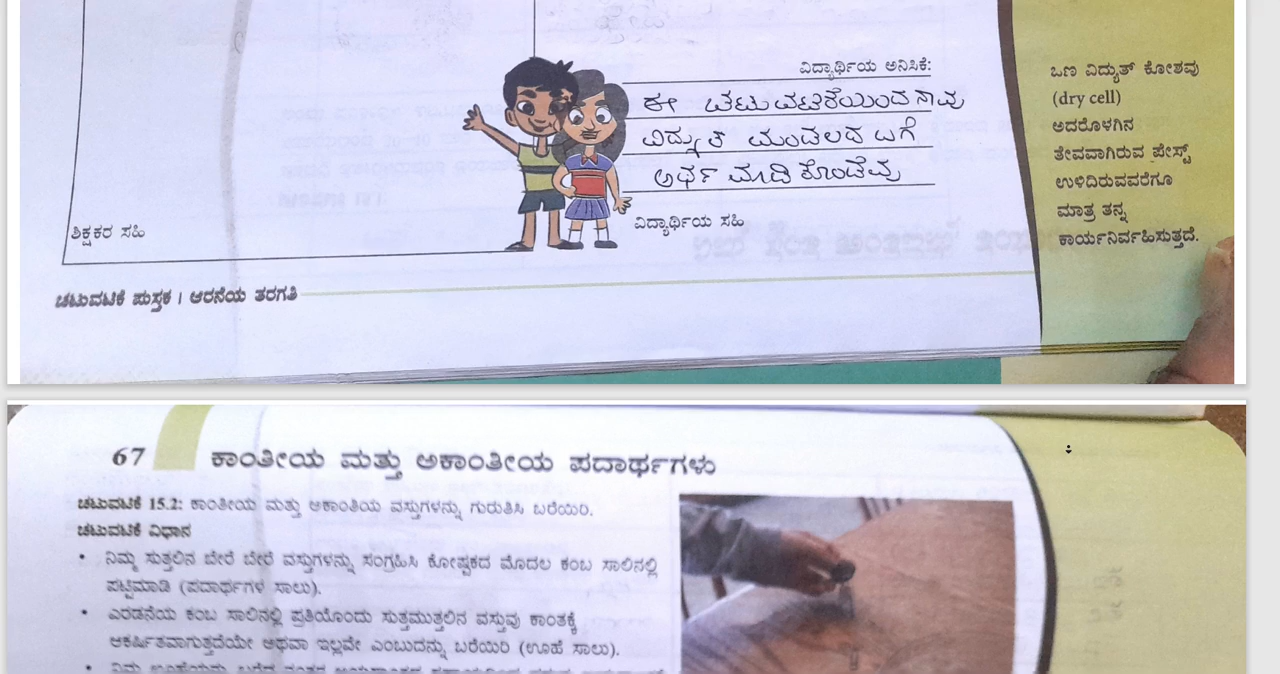 ವಿದ್ಯಾರ್ಥಿಯ ಅನಿಸಿಕೆ:
ಈ ಚಟುವಟಿಕೆಯಿಂದ ನಾವು
ವಿದ್ಯುತ ಮಂಡಲದ ಬಗೆ
ಅರ್ಥ ಮಾಡಿ ಕೊಂಡೆವು
ಶಿಕ್ಷಕರ ಸಹಿ
ವಿದ್ಯಾರ್ಥಿಯ ಸಹಿ
ಚಟುವಟಿಕೆ ಪುಸ್ತಕ । ಆರನೆಯ ತರಗತಿ
ಒಣ ವಿದ್ಯುತ್ ಕೋಶವು
(dry cell)
ಅದರೊಳಗಿನ
ತೇವವಾಗಿರುವ ಪೇಸ್ಟ್
ಉಳಿದಿರುವವರೆಗೂ
ಮಾತ್ರ ತನ್ನ
ಕಾರ್ಯನಿರ್ವಹಿಸುತ್ತದೆ.
67 ಕಾಂತೀಯ ಮತ್ತು ಅಕಾಂತೀಯ ಪದಾರ್ಥಗಳು
ಚಟುವಟಿಕೆ 15.2: ಕಾಂತೀಯ ಮತ್ತು ಅಕಾಂತಿಯ ವಸ್ತುಗಳನ್ನು ಗುರುತಿಸಿ ಬರೆಯಿರಿ.
ಚಟುವಟಿಕೆ ವಿಧಾನ
• ನಿಮ್ಮ ಸುತ್ತಲಿನ ಬೇರೆ ಬೇರೆ ವಸ್ತುಗಳನ್ನು ಸಂಗ್ರಹಿಸಿ ಕೋಷ್ಟಕದ ಮೊದಲ ಕಂಬ ಸಾಲಿನಲ್ಲಿ
ಪಟ್ಟಿಮಾಡಿ (ಪದಾರ್ಥಗಳ ಸಾಲು).
• ಎರಡನೆಯ ಕಂಬ ಸಾಲಿನಲ್ಲಿ ಪ್ರತಿಯೊಂದು ಸುತ್ತಮುತ್ತಲಿನ ವಸ್ತುವು ಕಾಂತಕ್ಕೆ
ಆಕರ್ಷಿತವಾಗುತ್ತದೆಯೇ ಅಥವಾ ಇಲ್ಲವೇ ಎಂಬುದನ್ನು ಬರೆಯಿರಿ (ಊಹೆ ಸಾಲು).